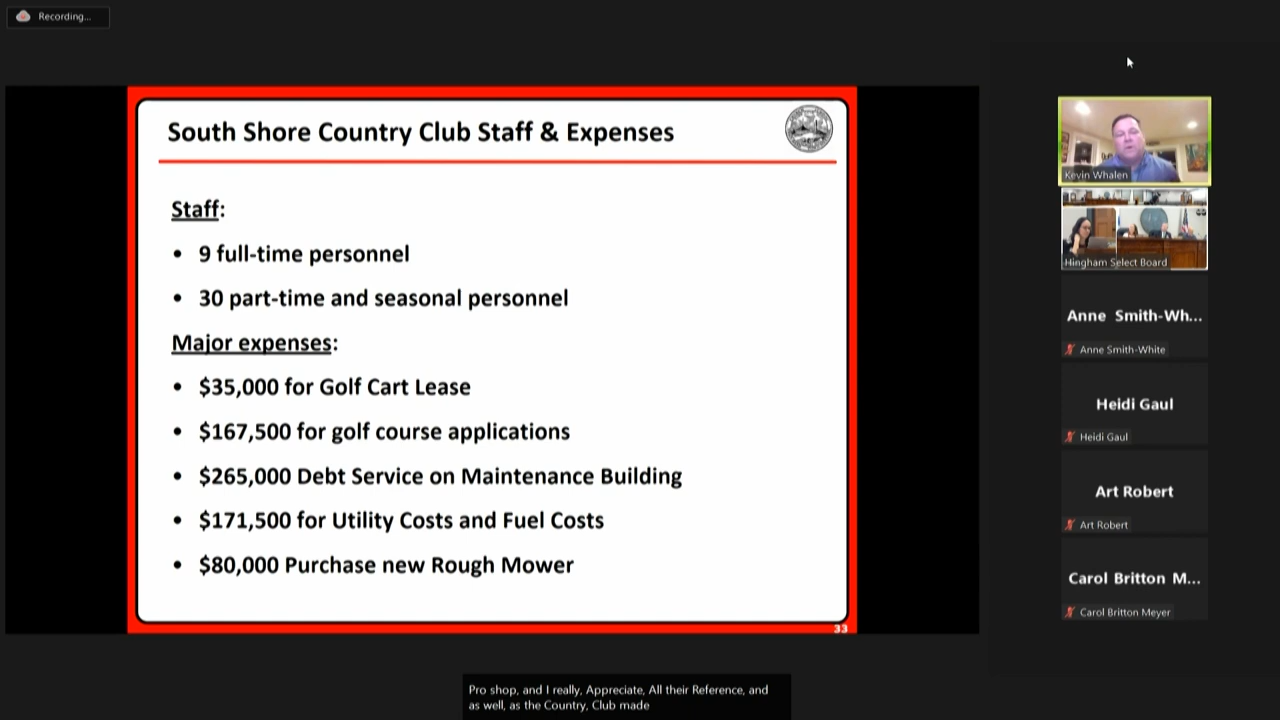 Recording...
South Shore Country Club Staff & Expenses
Staff:
• 9 full-time personnel
• 30 part-time and seasonal personnel
Major expenses:
• $35,000 for Golf Cart Lease
• $167,500 for golf course applications
• $265,000 Debt Service on Maintenance Building
• $171,500 for Utility Costs and Fuel Costs
• $80,000 Purchase new Rough Mower
33
Kevin Whalen
Hingham Select Board
Anne Smith-Wh...
Anne Smith-White
Heidi Gaul
Heidi Gaul
Art Robert
Art Robert
Carol Britton M...
Carol Britton Meyer
Pro shop, and I really, Appreciate, All their Reference, and
as well, as the Country, Club made